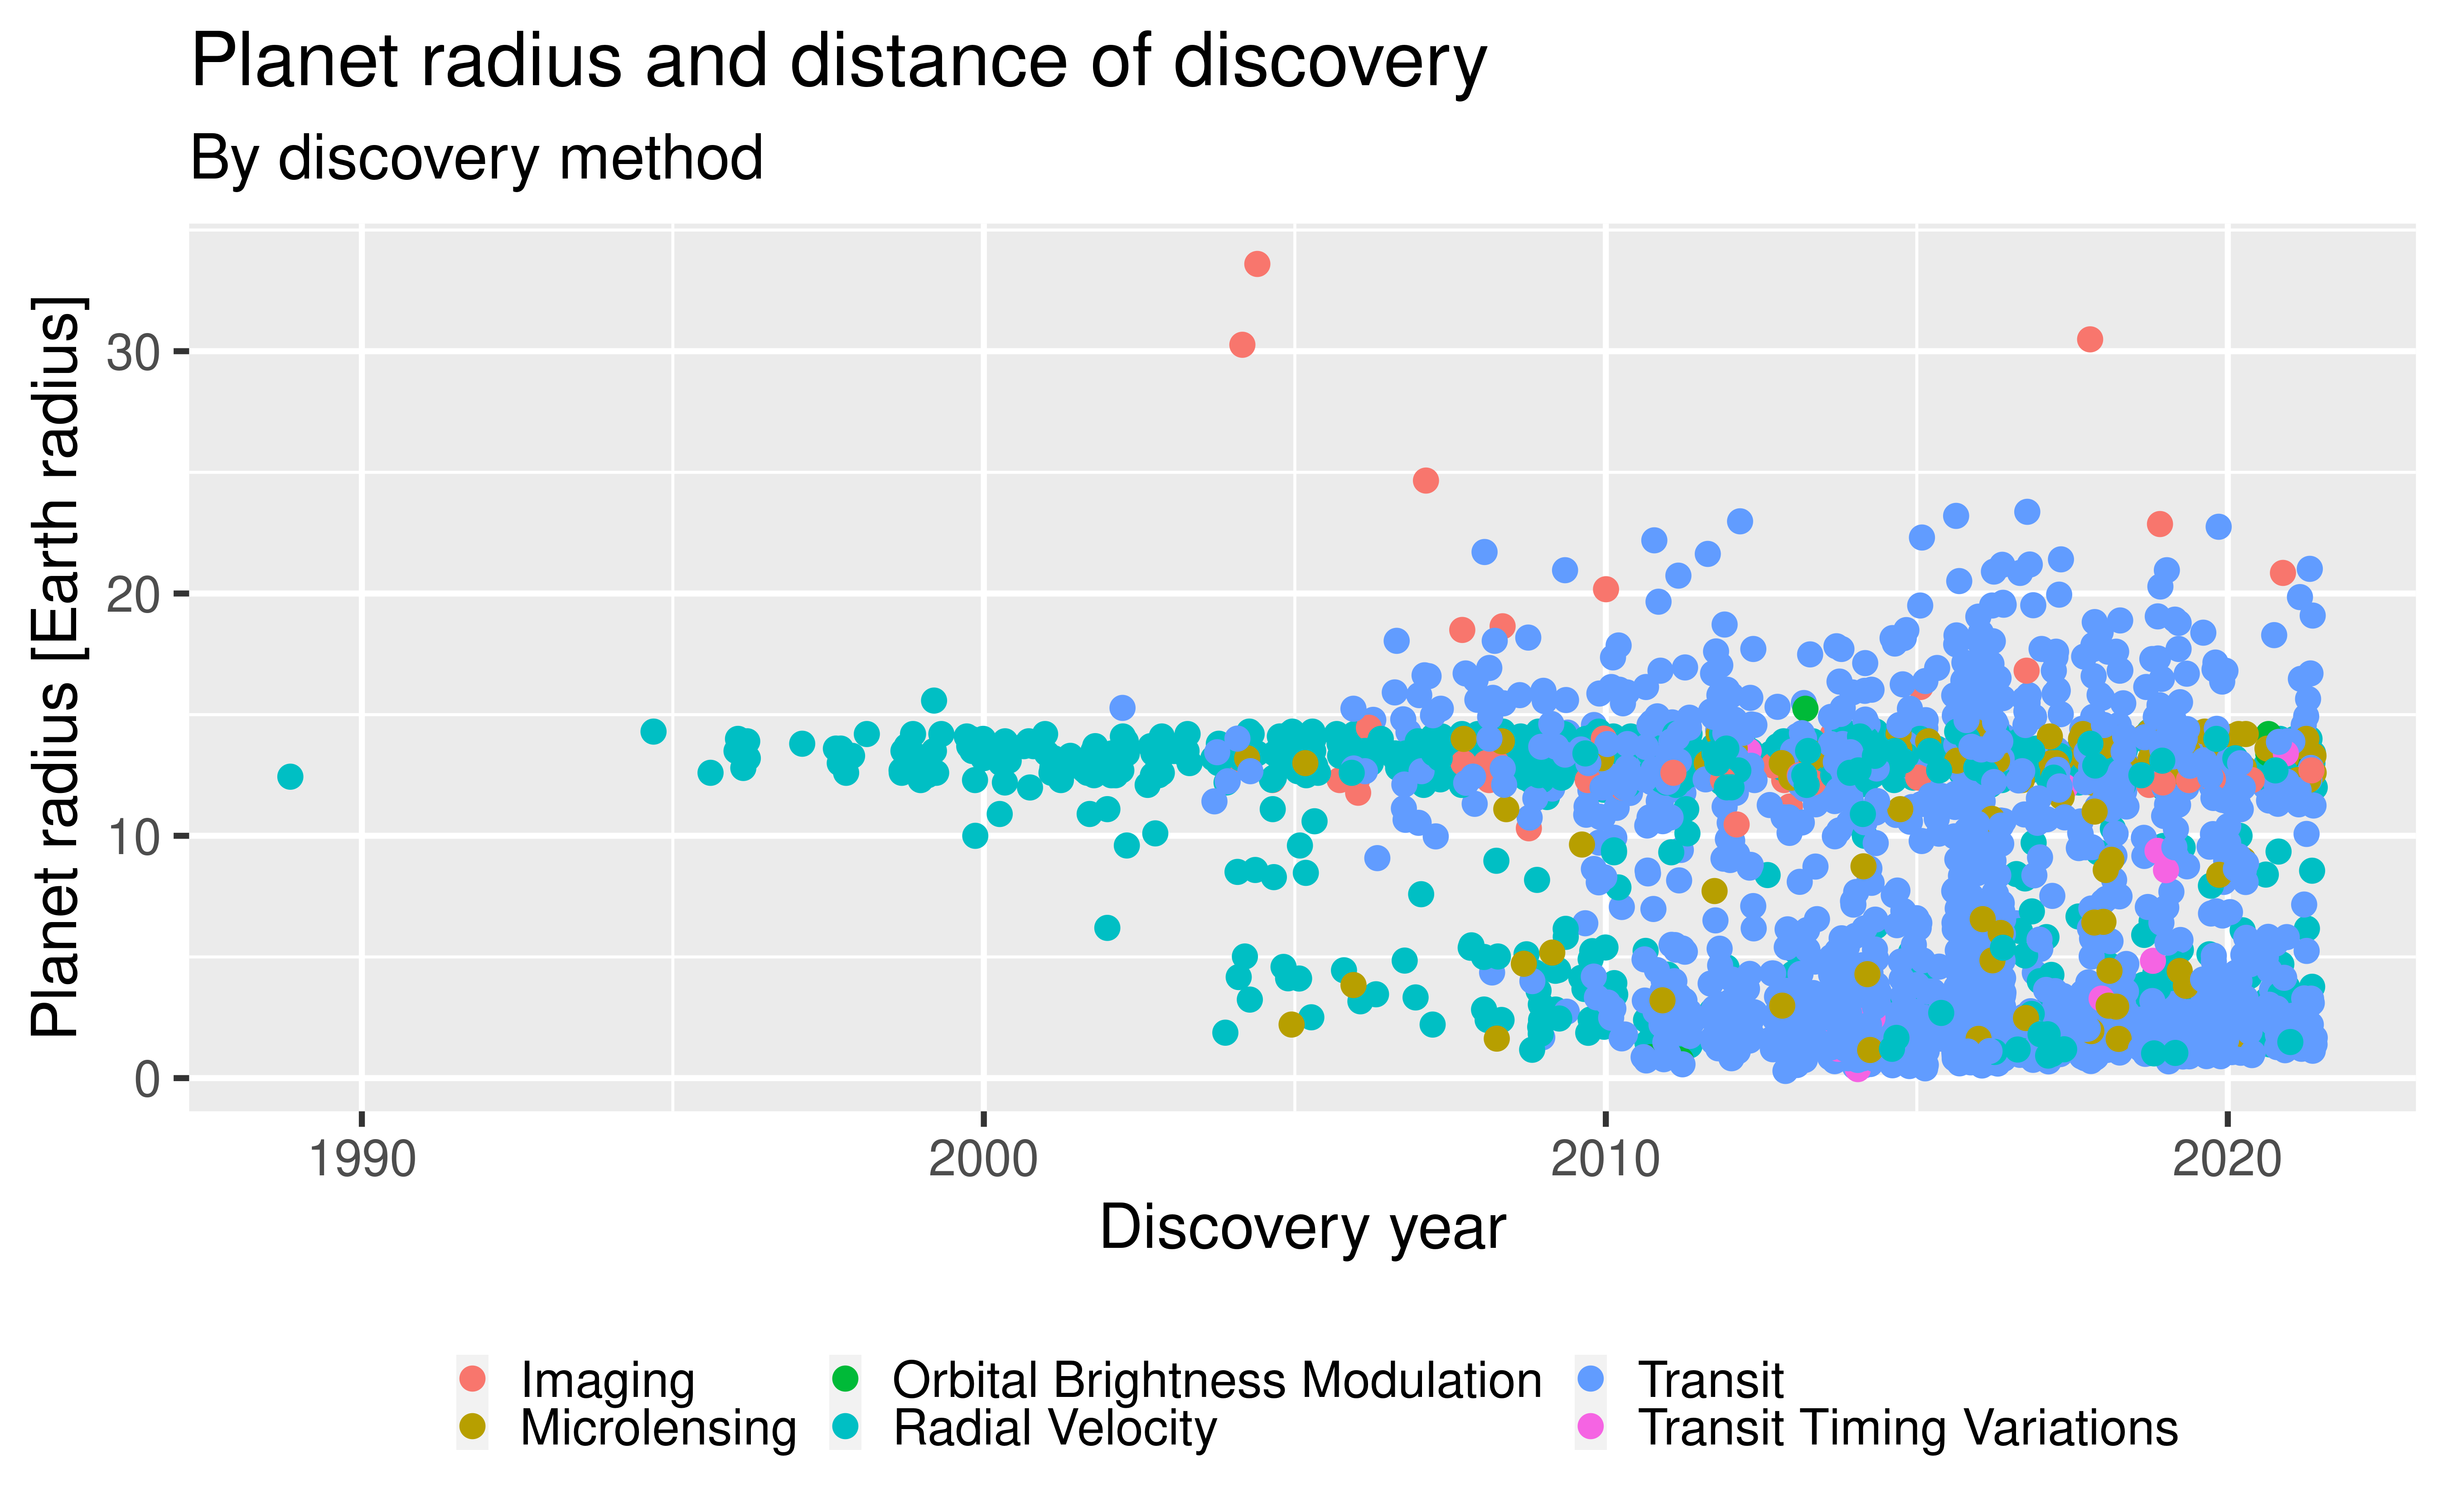 Planet radius and distance of discovery
By discovery method
Planet radius [Earth radius]
30
20
10
0
1990 2000 2010 2020
Discovery year
Imaging Orbital Brightness Modulation Transit
Microlensing Radial Velocity Transit Timing Variations